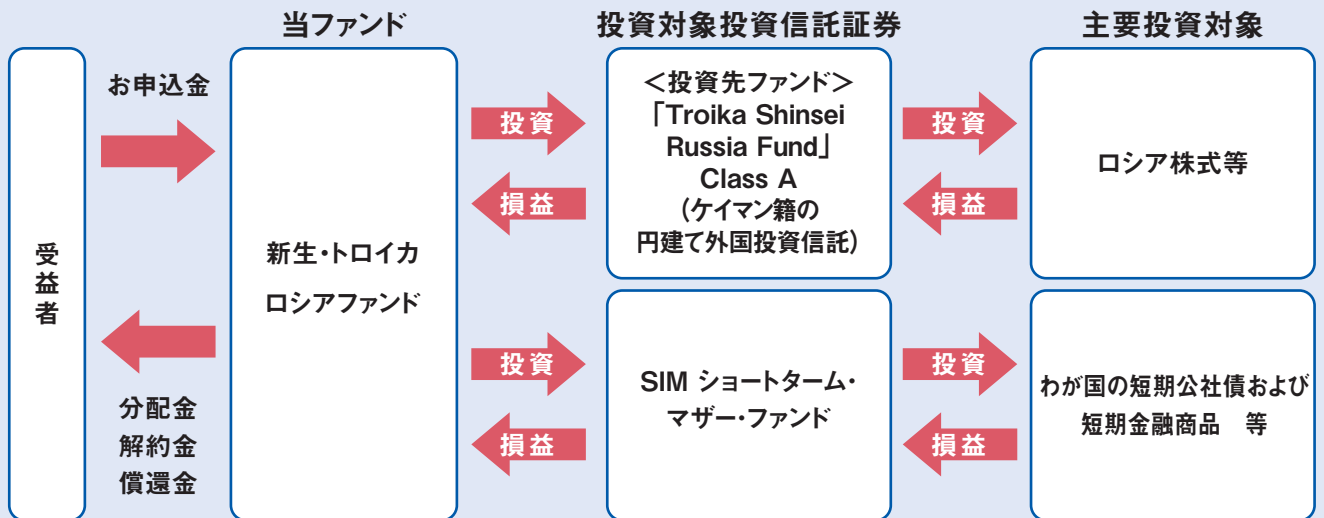 当ファンド
投資対象投資信託証券
主要投資対象
受益者
お申込金
分配金
解約金
償還金
新生・トロイカ
ロシアファンド
投資
損益
<投資先ファンド>
「Troika Shinsei
Russia Fund」
Class A
(ケイマン籍の
円建て外国投資信託)
投資
損益
ロシア株式等
投資
損益
SIM ショートターム・
マザー・ファンド
投資
損益
わが国の短期公社債および
短期金融商品　等